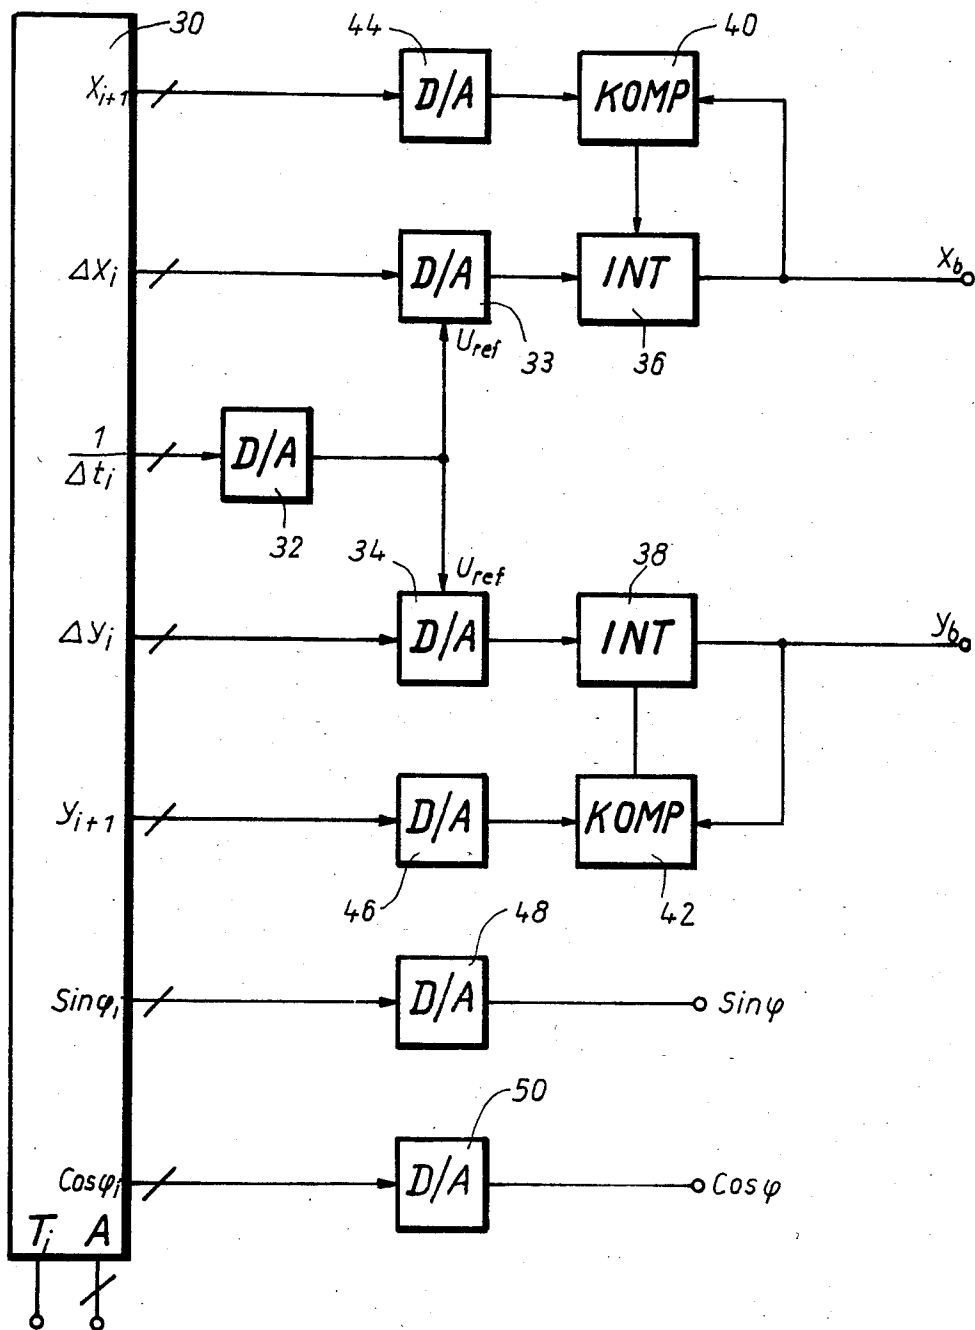 30
44
40
X_{i+1}
D/A
KOMP
ΔX_i
D/A
INT
X_b
U_ref
33
36
1/Δt_i
D/A
32
34
U_ref
38
Δy_i
D/A
INT
y_b
y_{i+1}
D/A
KOMP
46
48
42
Sinφ_i
D/A
Sinφ
50
Cosφ_i
D/A
Cosφ
T_i A